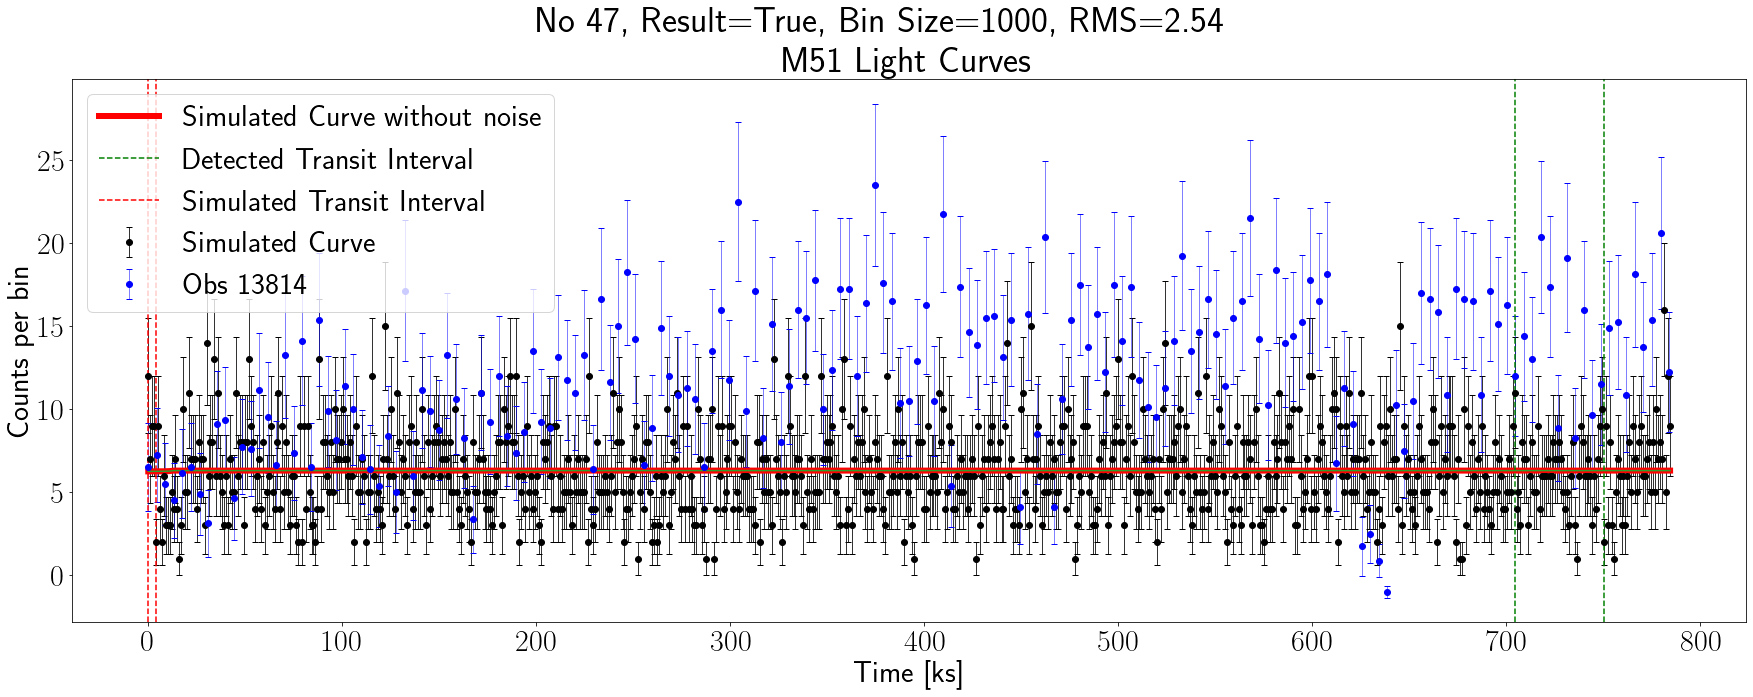 No 47, Result=True, Bin Size=1000, RMS=2.54
M51 Light Curves
Simulated Curve without noise
Detected Transit Interval
Simulated Transit Interval
Simulated Curve
Obs 13814
Counts per bin
25
20
15
10
5
0
0 100 200 300 400 500 600 700 800
Time [ks]